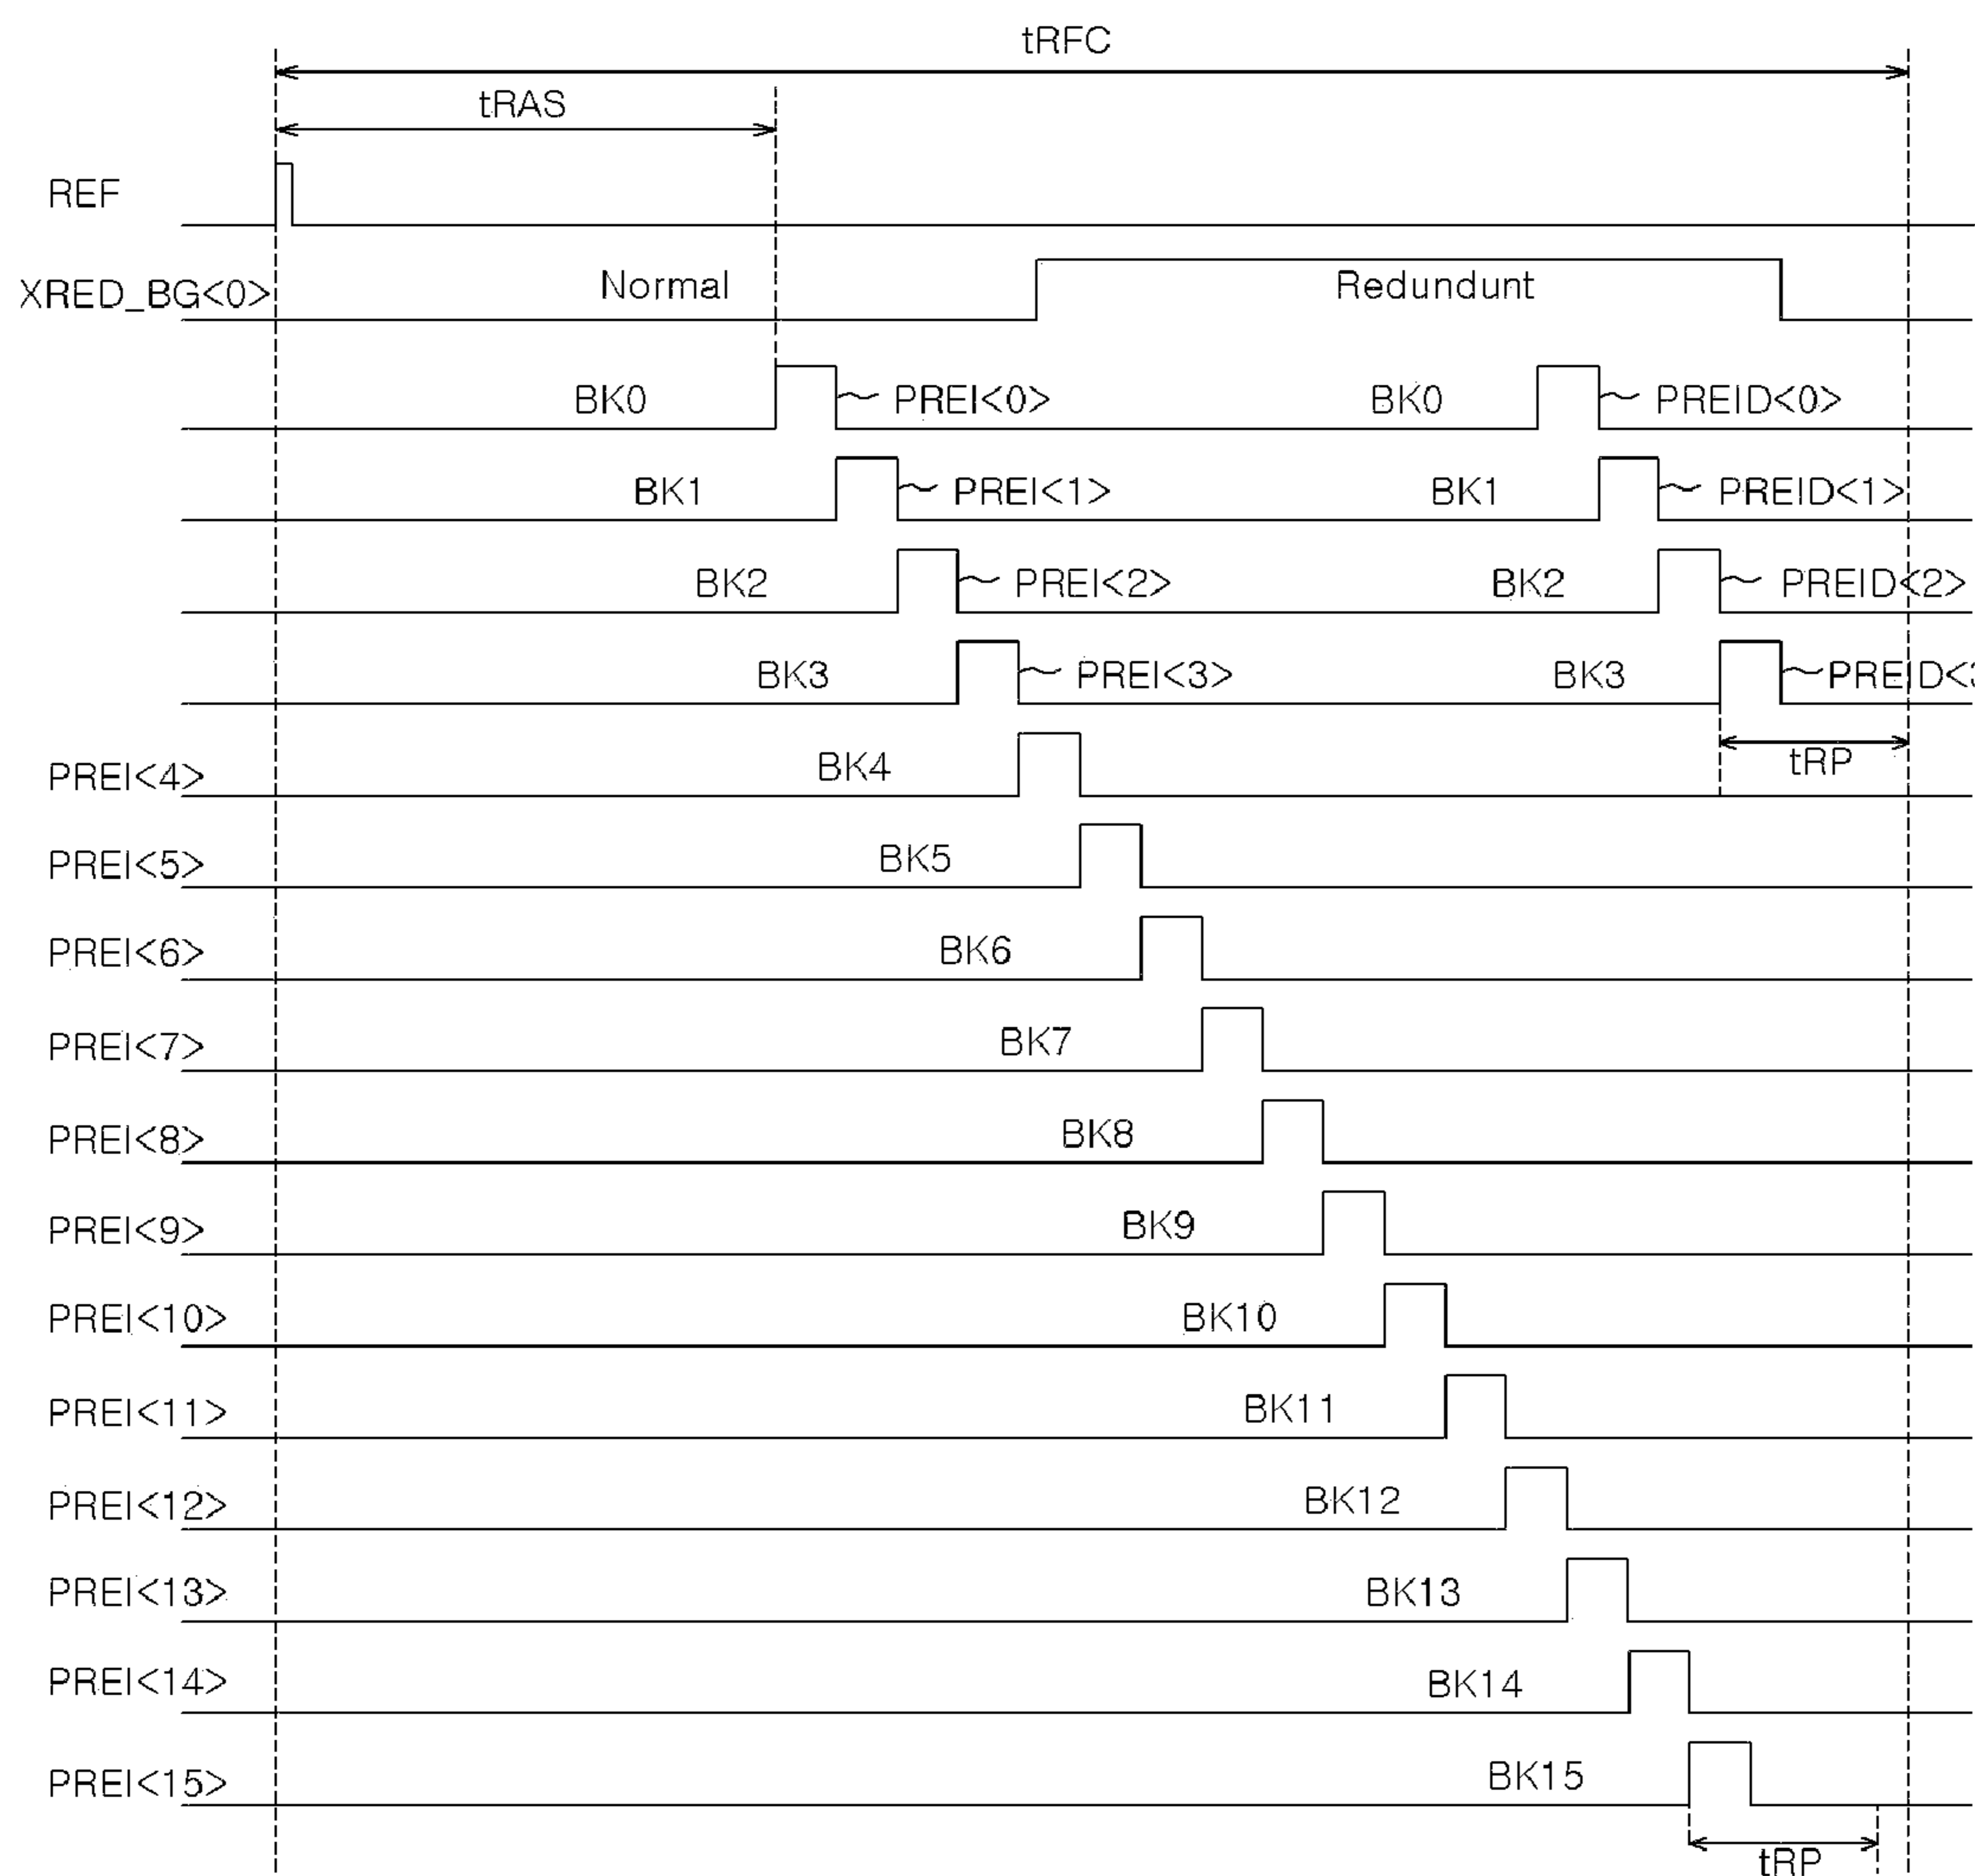 tRFC
tRAS
REF
XRED_BG<0> Normal Redundunt
BK0 PREI<0> BK0 PREID<0>
BK1 PREI<1> BK1 PREID<1>
BK2 PREI<2> BK2 PREID<2>
BK3 PREI<3> BK3 PREID<3
PREI<4> BK4 tRP
PREI<5> BK5
PREI<6> BK6
PREI<7> BK7
PREI<8> BK8
PREI<9> BK9
PREI<10> BK10
PREI<11> BK11
PREI<12> BK12
PREI<13> BK13
PREI<14> BK14
PREI<15> BK15
tRP